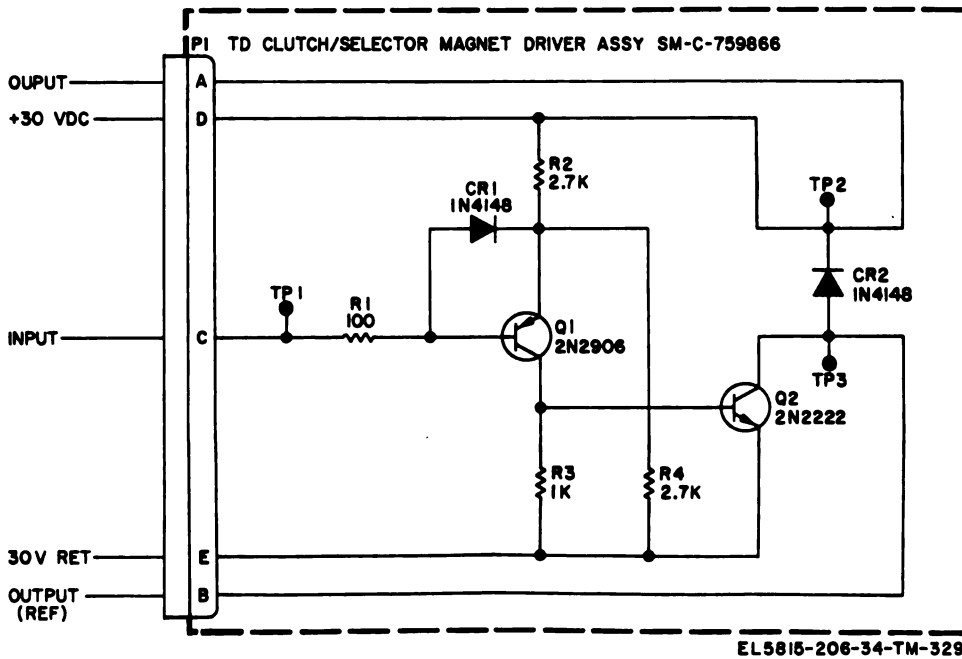 P1 TD CLUTCH/SELECTOR MAGNET DRIVER ASSY SM-C-759866
OUPUT
A
+30 VDC
D
R2
2.7K
CR1
1N4148
TP2
CR2
1N4148
TP1
R1
100
INPUT
C
Q1
2N2906
TP3
Q2
2N2222
R3
1K
R4
2.7K
30V RET
E
OUTPUT
(REF)
B
EL5815-206-34-TM-329